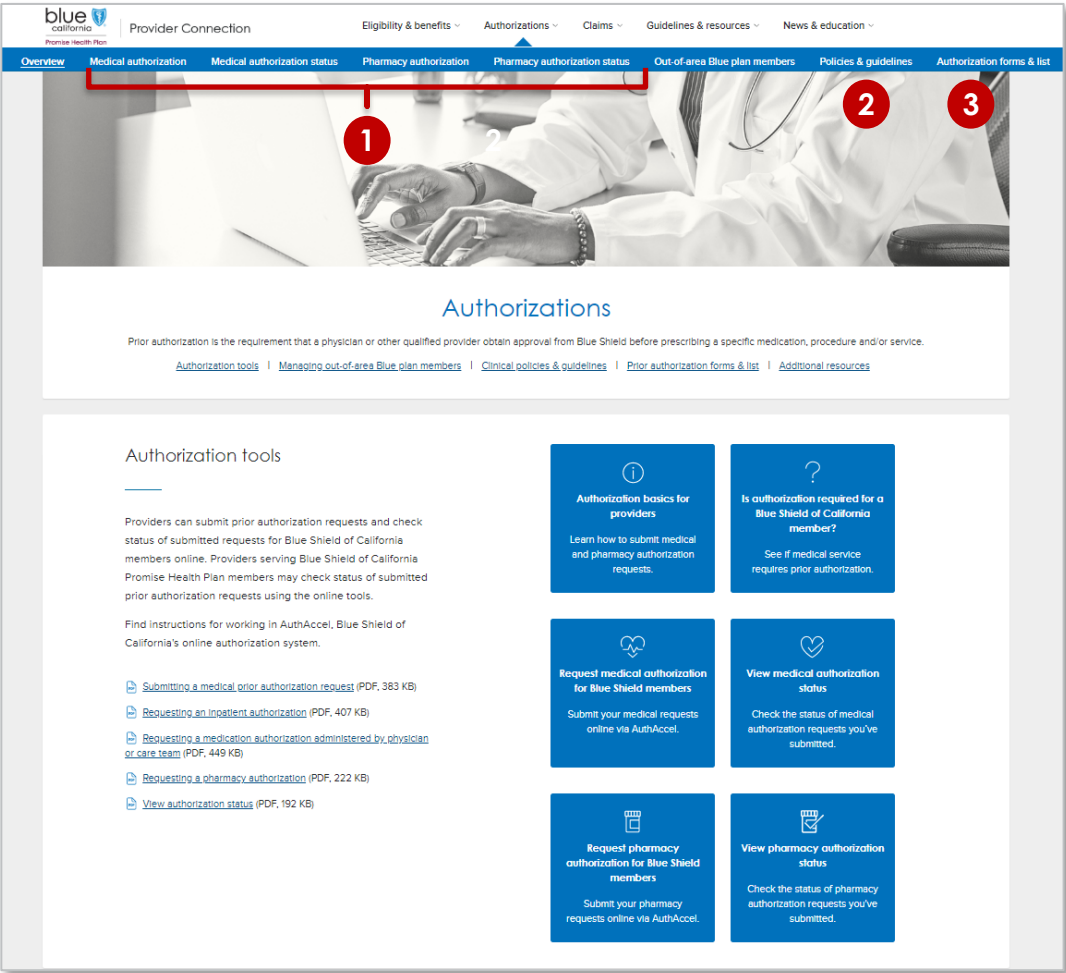 blue
california
Promise Health Plan
Provider Connection
Eligibility & benefits
Authorizations
Claims
Guidelines & resources
News & education
Overview
Medical authorization
Medical authorization status
Pharmacy authorization
Pharmacy authorization status
Out-of-area Blue plan members
Policies & guidelines
Authorization forms & list
1
2
2
3
Authorizations
Prior authorization is the requirement that a physician or other qualified provider obtain approval from Blue Shield before prescribing a specific medication, procedure and/or service.
Authorization tools | Managing out-of-area Blue plan members | Clinical policies & guidelines | Prior authorization forms & list | Additional resources
Authorization tools
Providers can submit prior authorization requests and check
status of submitted requests for Blue Shield of California
members online. Providers serving Blue Shield of California
Promise Health Plan members may check status of submitted
prior authorization requests using the online tools.
Find instructions for working in AuthAccel, Blue Shield of
California's online authorization system.
Submitting a medical prior authorization request (PDF, 383 KB)
Requesting an inpatient authorization (PDF, 407 KB)
Requesting a medication authorization administered by physician
or care team (PDF, 449 KB)
Requesting a pharmacy authorization (PDF, 222 KB)
View authorization status (PDF, 192 KB)
Authorization basics for
providers
Learn how to submit medical
and pharmacy authorization
requests.
Is authorization required for a
Blue Shield of California
member?
See if medical service
requires prior authorization.
Request medical authorization
for Blue Shield members
Submit your medical requests
online via AuthAccel.
View medical authorization
status
Check the status of medical
authorization requests you've
submitted.
Request pharmacy
authorization for Blue Shield
members
Submit your pharmacy
requests online via AuthAccel.
View pharmacy authorization
status
Check the status of pharmacy
authorization requests you've
submitted.